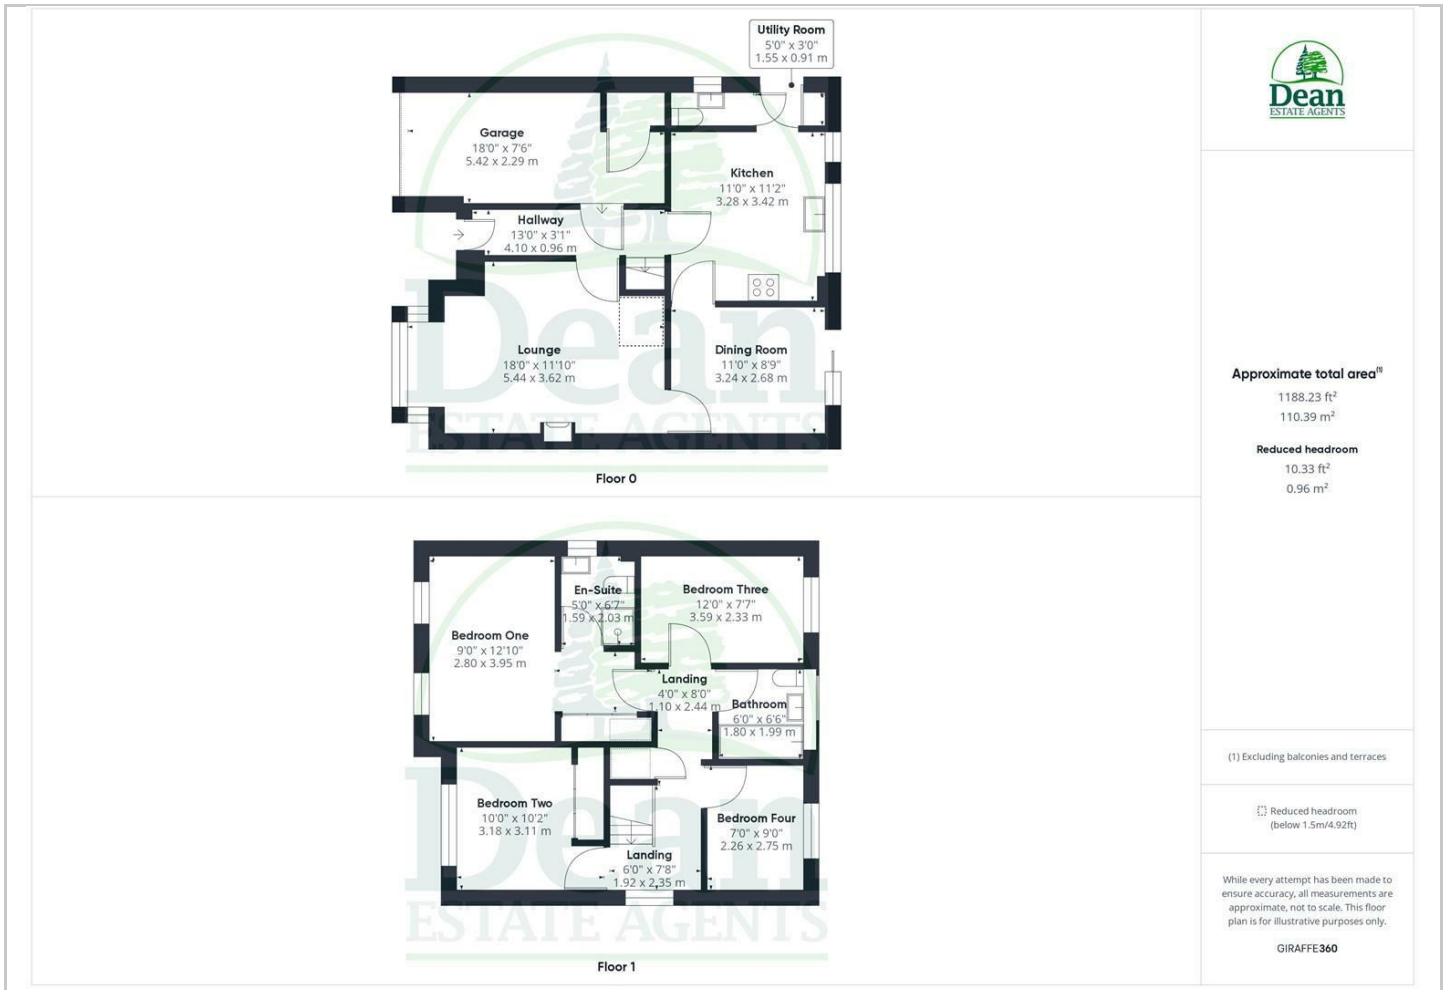 Utility Room
5'0" x 3'0"
1.55 x 0.91 m
Garage
18'0" x 7'6"
5.42 x 2.29 m
Kitchen
11'0" x 11'2"
3.28 x 3.42 m
Hallway
13'0" x 3'1"
4.10 x 0.96 m
Lounge
18'0" x 11'10"
5.44 x 3.62 m
Dining Room
11'0" x 8'9"
3.24 x 2.68 m
Dean
ESTATE AGENTS
Floor 0
En-Suite
5'0" x 6'7"
1.59 x 2.03 m
Bedroom Three
12'0" x 7'7"
3.59 x 2.33 m
Bedroom One
9'0" x 12'10"
2.80 x 3.95 m
Landing
4'0" x 8'0"
1.10 x 2.44 m
Bathroom
6'0" x 6'6"
1.80 x 1.99 m
Bedroom Two
10'0" x 10'2"
3.18 x 3.11 m
Bedroom Four
7'0" x 9'0"
2.26 x 2.75 m
Landing
6'0" x 7'8"
1.92 x 2.35 m
Dean
ESTATE AGENTS
Floor 1
Dean
ESTATE AGENTS
Approximate total area⁽¹⁾
1188.23 ft²
110.39 m²
Reduced headroom
10.33 ft²
0.96 m²
(1) Excluding balconies and terraces
Reduced headroom
(below 1.5m/4.92ft)
While every attempt has been made to
ensure accuracy, all measurements are
approximate, not to scale. This floor
plan is for illustrative purposes only.
GIRAFFE360